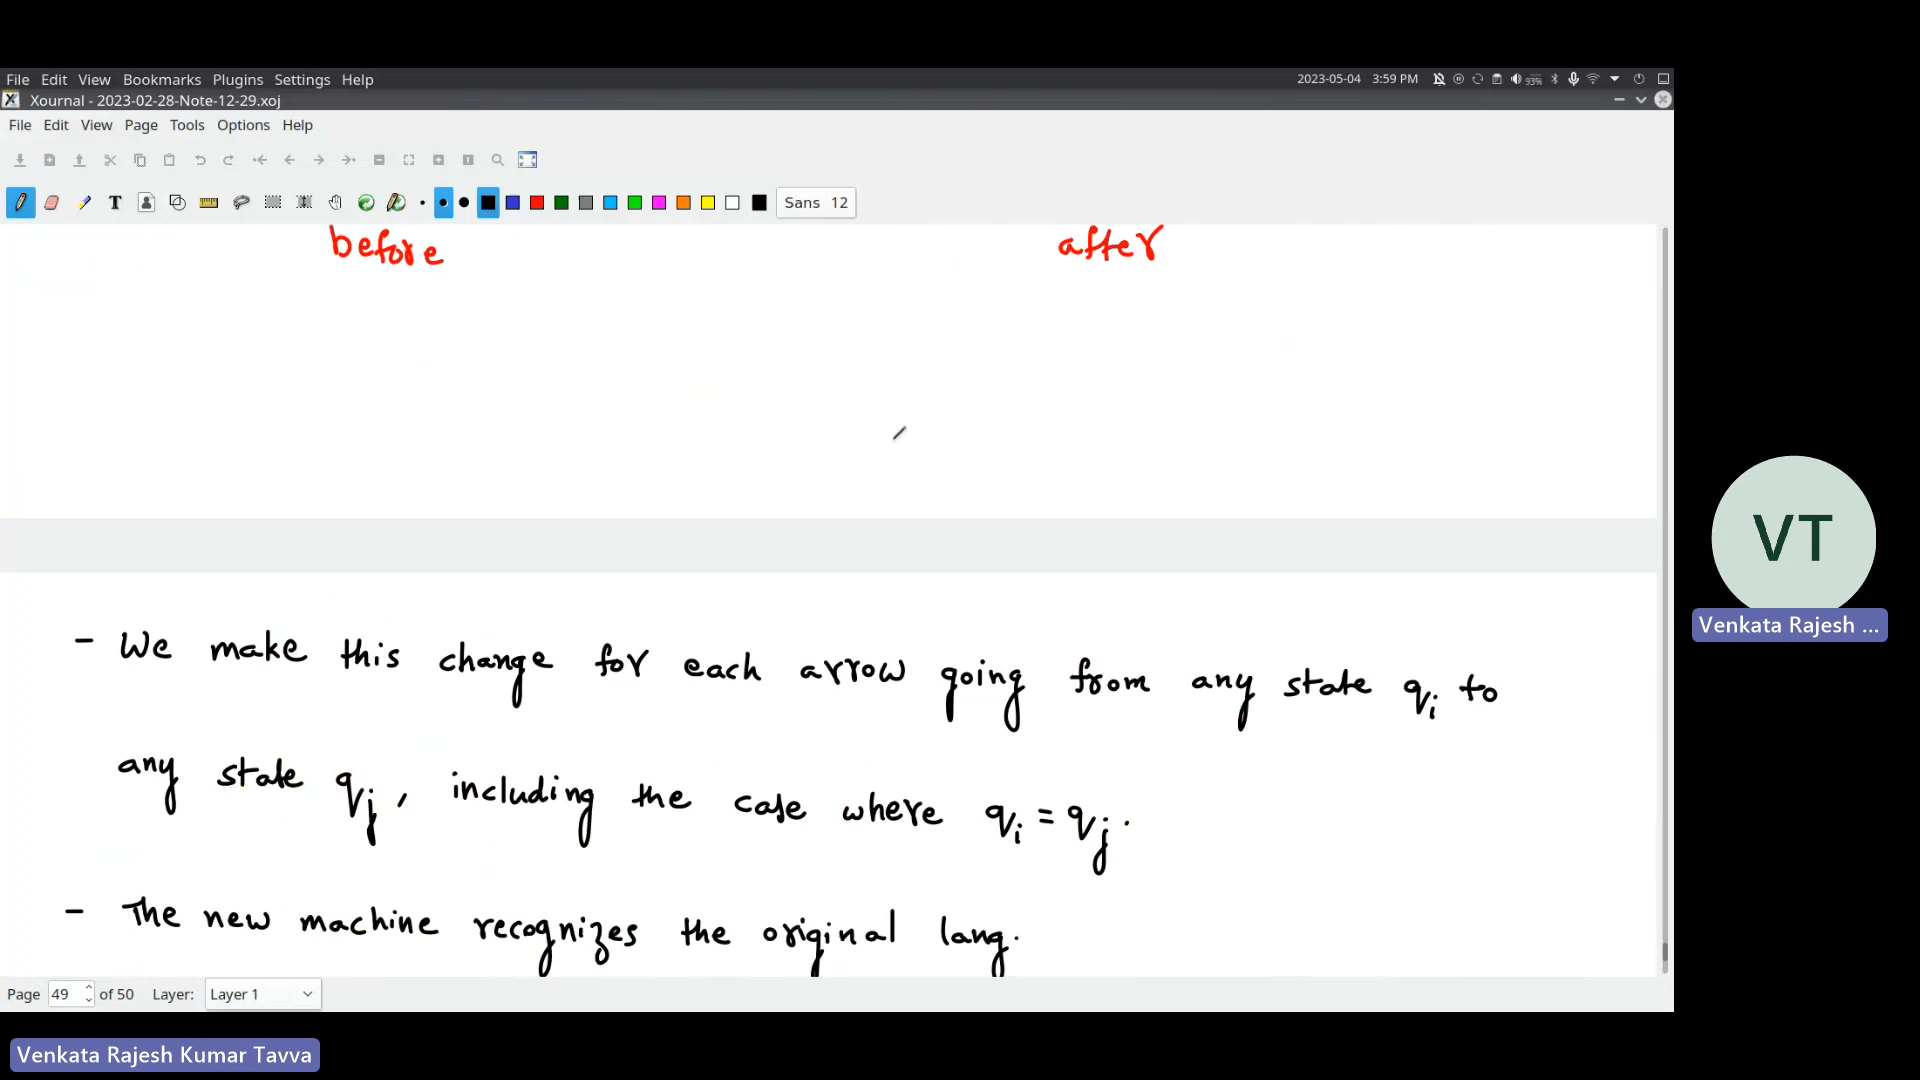 File Edit View Bookmarks Plugins Settings Help 2023-05-04 3:59 PM 93%
Xournal - 2023-02-28-Note-12-29.xoj
File Edit View Page Tools Options Help
T Sans 12
before after
- We make this change for each arrow going from any state qi to
any state qj, including the case where qi = qj.
- The new machine recognizes the original lang.
VT
Venkata Rajesh ...
Page 49 of 50 Layer: Layer 1
Venkata Rajesh Kumar Tavva